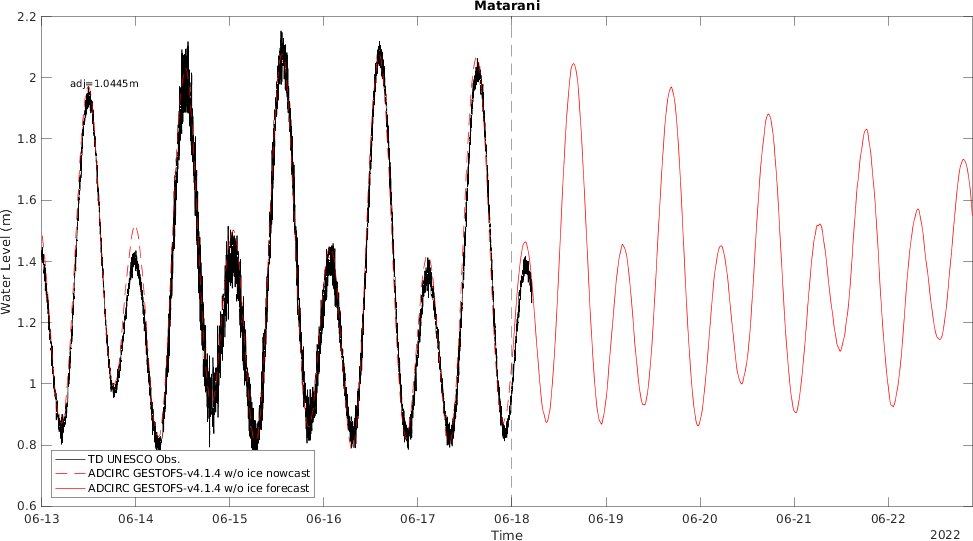 Matarani
2.2
2
1.8
1.6
1.4
1.2
1
0.8
0.6
Water Level (m)
adj=1.0445m
TD UNESCO Obs.
ADCIRC GESTOFS-v4.1.4 w/o ice nowcast
ADCIRC GESTOFS-v4.1.4 w/o ice forecast
06-13 06-14 06-15 06-16 06-17 06-18 06-19 06-20 06-21 06-22
Time
2022